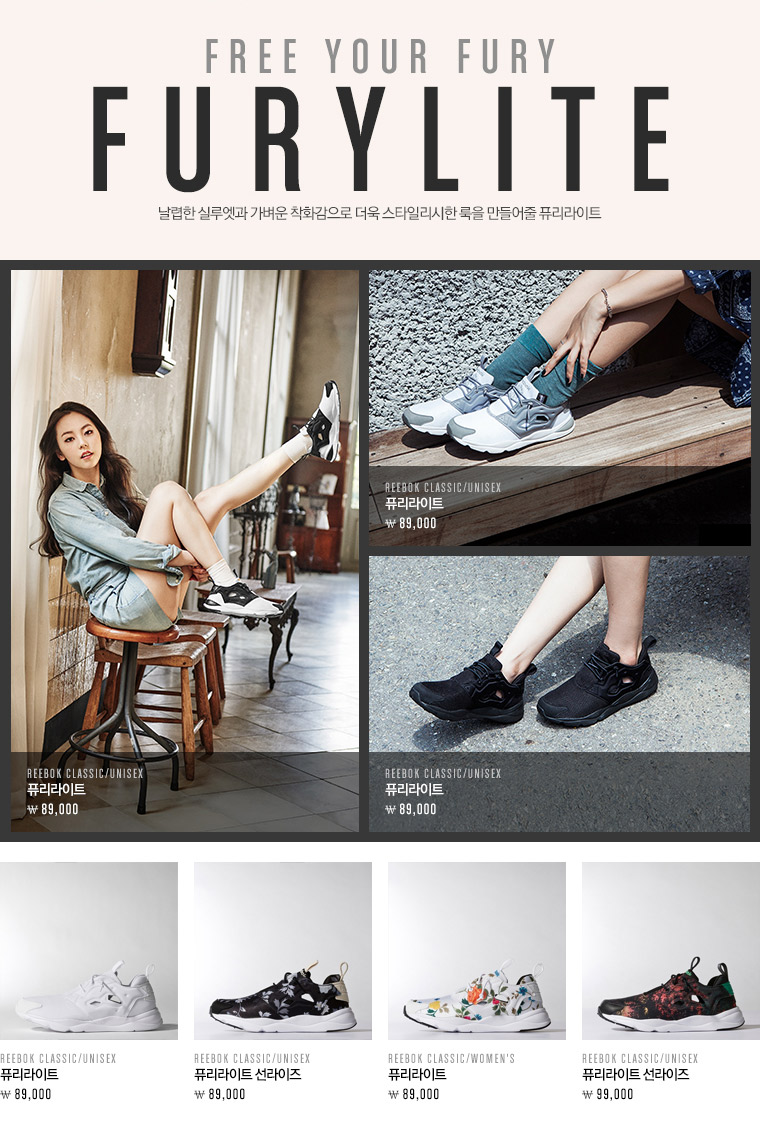 FREE YOUR FURY
FURYLITE
날렵한 실루엣과 가벼운 착화감으로 더욱 스타일리시한 룩을 만들어줄 퓨리라이트
REEBOK CLASSIC/UNISEX
퓨리라이트
₩ 89,000
REEBOK CLASSIC/UNISEX
퓨리라이트
₩ 89,000
REEBOK CLASSIC/UNISEX
퓨리라이트
₩ 89,000
REEBOK CLASSIC/UNISEX
퓨리라이트
₩ 89,000
REEBOK CLASSIC/UNISEX
퓨리라이트 선라이즈
₩ 89,000
REEBOK CLASSIC/WOMEN'S
퓨리라이트
₩ 89,000
REEBOK CLASSIC/UNISEX
퓨리라이트 선라이즈
₩ 99,000